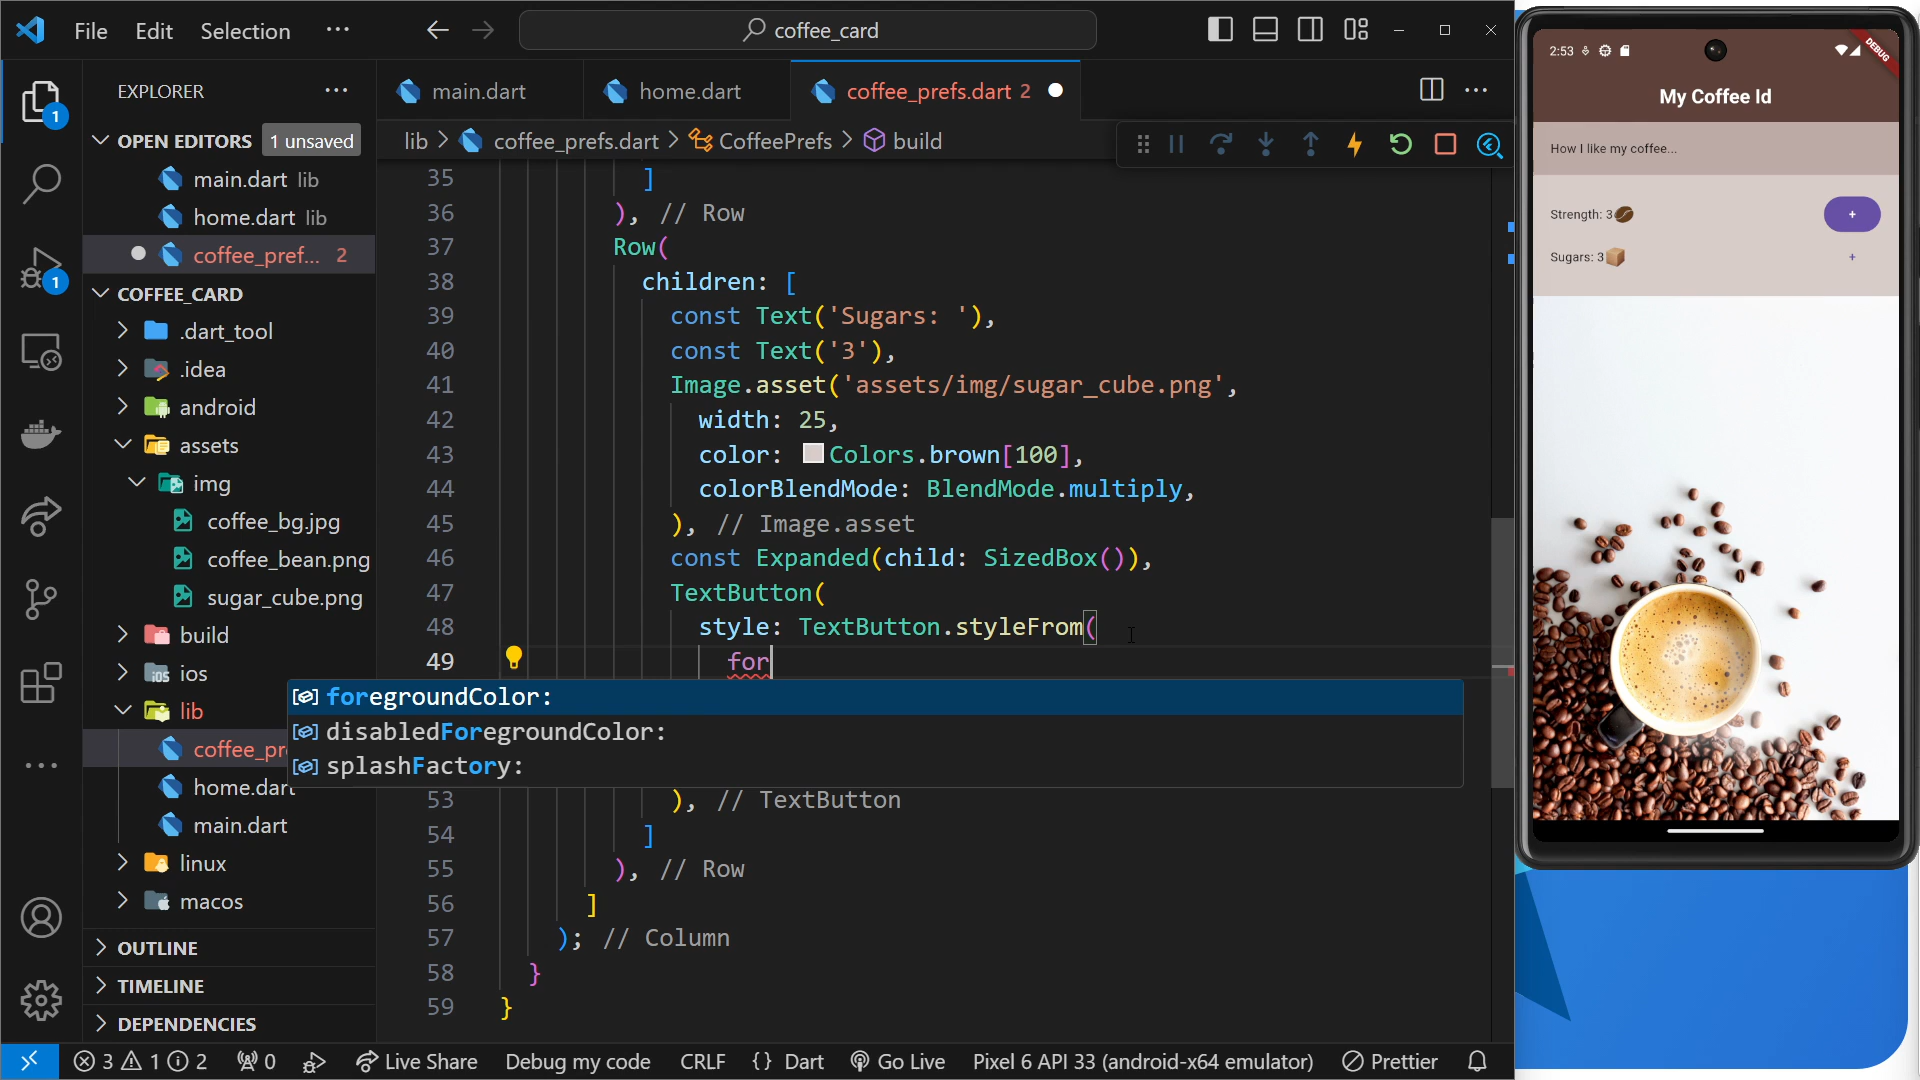 File Edit Selection ...
coffee_card
EXPLORER ...
OPEN EDITORS 1 unsaved
main.dart lib
home.dart lib
coffee_pref... 2
COFFEE_CARD
.dart_tool
.idea
android
assets
img
coffee_bg.jpg
coffee_bean.png
sugar_cube.png
build
ios
lib
coffee_pr
home.dart
main.dart
linux
macos
OUTLINE
TIMELINE
DEPENDENCIES
1
1
main.dart home.dart coffee_prefs.dart 2
lib > coffee_prefs.dart > CoffeePrefs > build
35 ]
36 ), // Row
37 Row(
38 children: [
39 const Text('Sugars: '),
40 const Text('3'),
41 Image.asset('assets/img/sugar_cube.png',
42 width: 25,
43 color: Colors.brown[100],
44 colorBlendMode: BlendMode.multiply,
45 ), // Image.asset
46 const Expanded(child: SizedBox()),
47 TextButton(
48 style: TextButton.styleFrom(
49 for
foregroundColor:
disabledForegroundColor:
splashFactory:
53 ), // TextButton
54 ]
55 ), // Row
56 ]
57 ); // Column
58 }
59 }
3 1 2 0 Live Share Debug my code CRLF {} Dart Go Live Pixel 6 API 33 (android-x64 emulator) Prettier
2:53
DEBUG
My Coffee Id
How I like my coffee...
Strength: 3 +
Sugars: 3 +